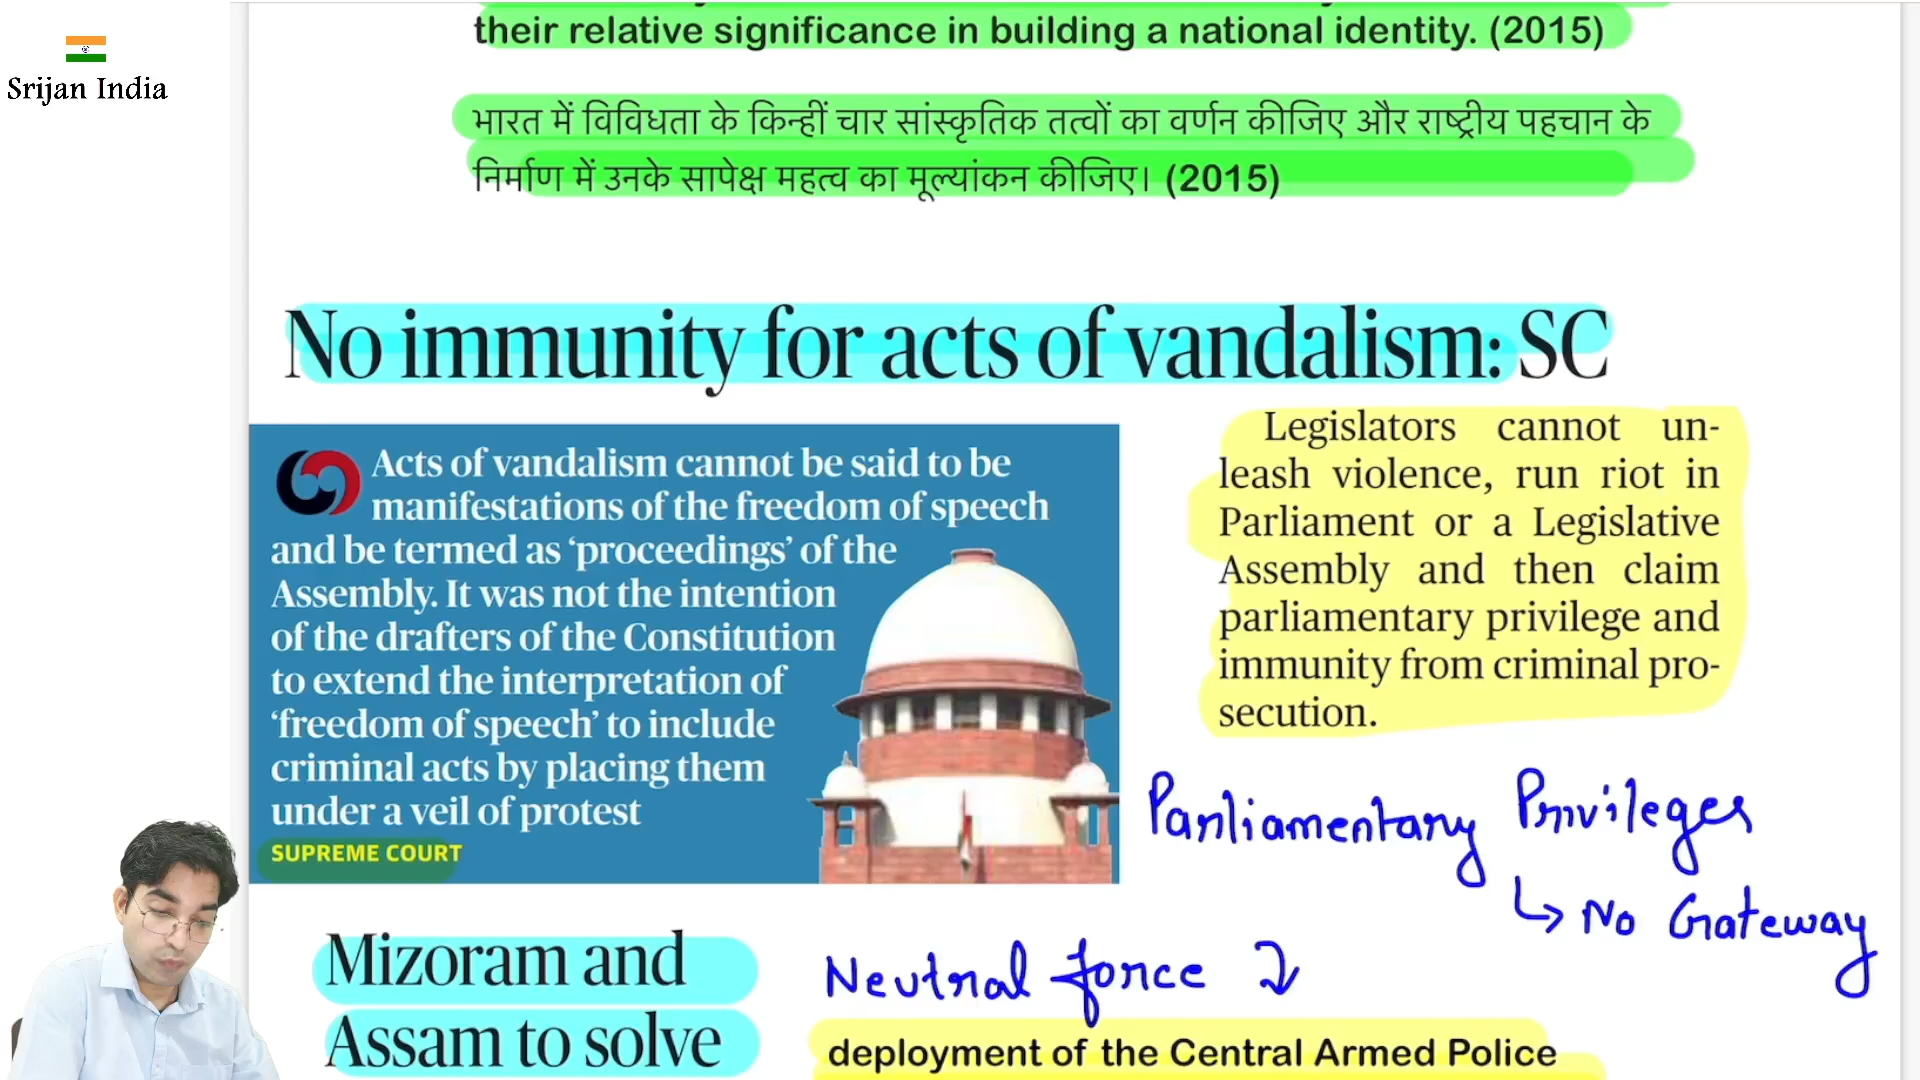 their relative significance in building a national identity. (2015)
Srijan India
भारत में विविधता के किन्हीं चार सांस्कृतिक तत्वों का वर्णन कीजिए और राष्ट्रीय पहचान के
निर्माण में उनके सापेक्ष महत्व का मूल्यांकन कीजिए। (2015)
No immunity for acts of vandalism: SC
Acts of vandalism cannot be said to be
manifestations of the freedom of speech
and be termed as ‘proceedings’ of the
Assembly. It was not the intention
of the drafters of the Constitution
to extend the interpretation of
‘freedom of speech’ to include
criminal acts by placing them
under a veil of protest
SUPREME COURT
Legislators cannot un-
leash violence, run riot in
Parliament or a Legislative
Assembly and then claim
parliamentary privilege and
immunity from criminal pro-
secution.
Parliamentary Privileges
↳ No Gateway
Mizoram and
Assam to solve
Neutral force
deployment of the Central Armed Police